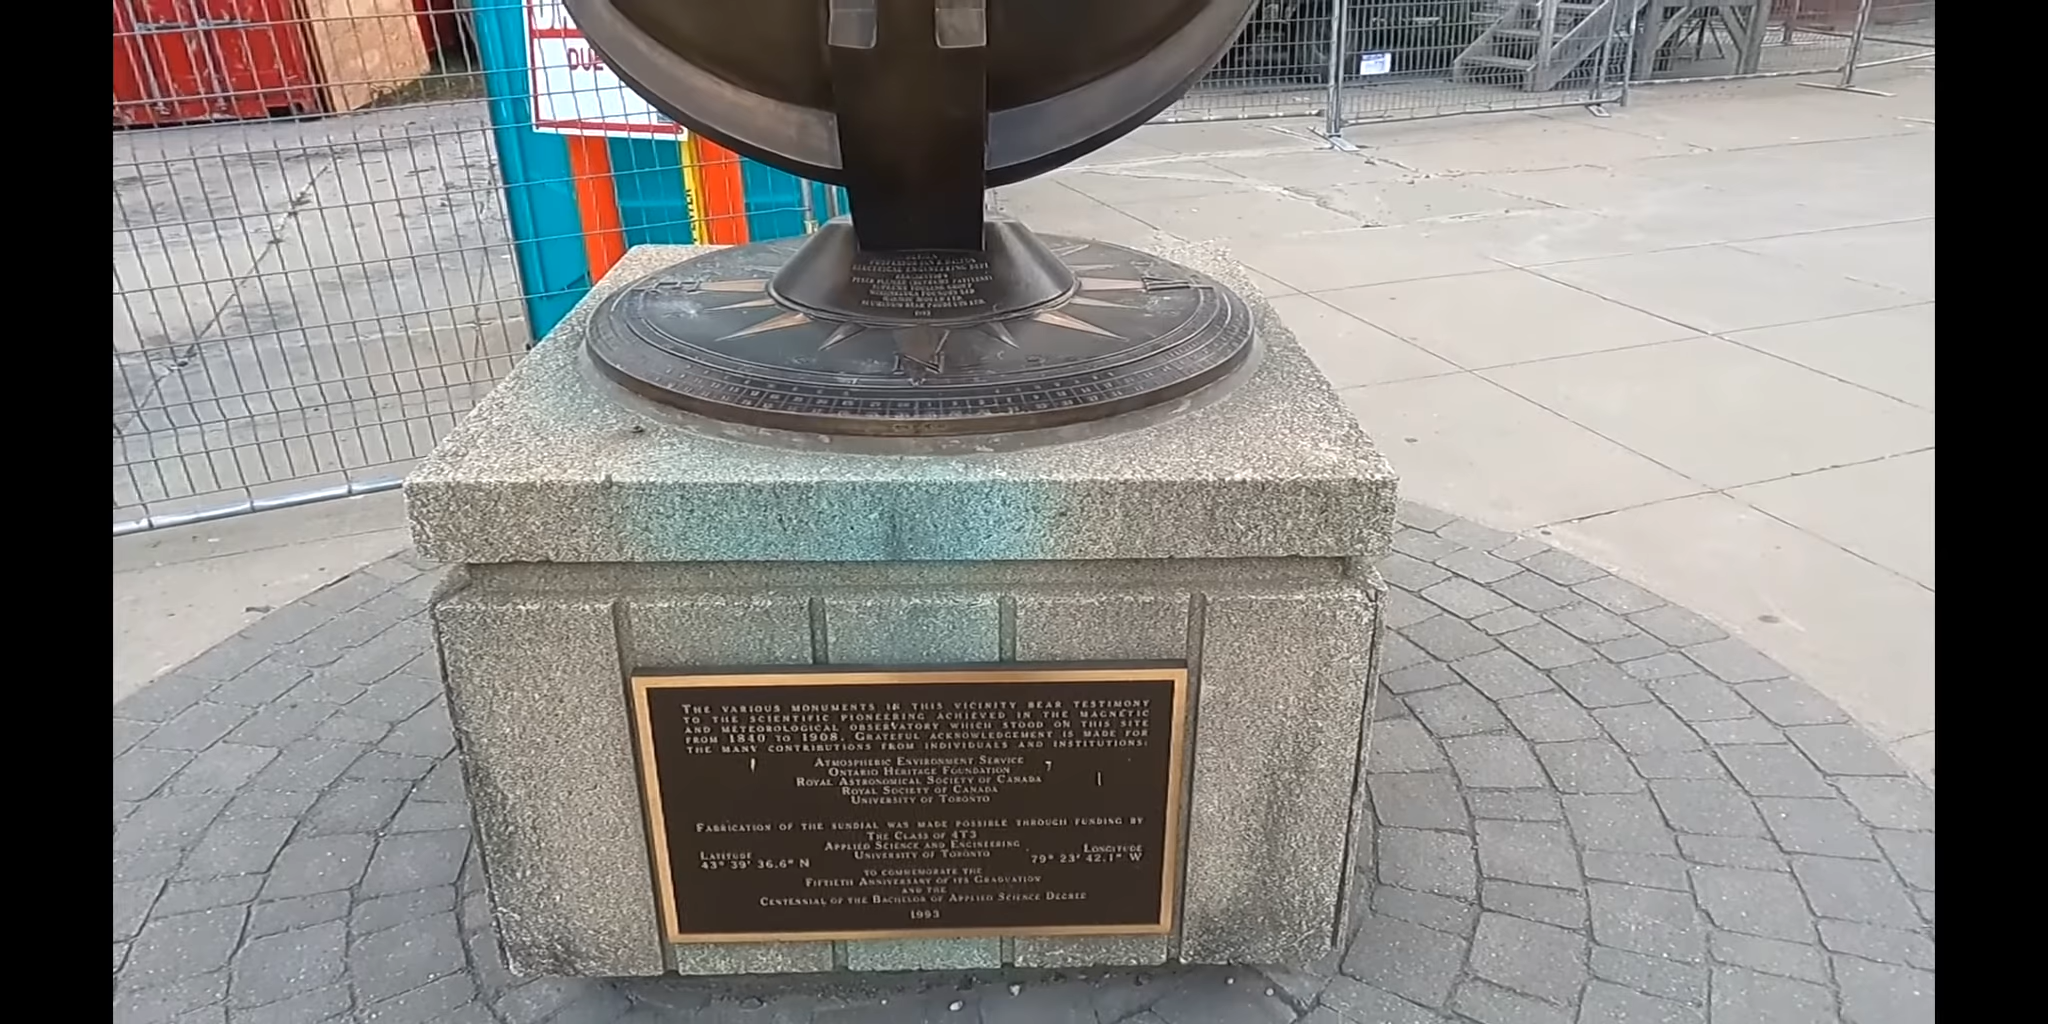 DUE
ELECTRICAL ENGINEERING DEPT.
1993
N
THE VARIOUS MONUMENTS IN THIS VICINITY BEAR TESTIMONY
TO THE SCIENTIFIC PIONEERING ACHIEVED IN THE MAGNETIC
AND METEOROLOGICAL OBSERVATORY WHICH STOOD ON THIS SITE
FROM 1840 TO 1908. GRATEFUL ACKNOWLEDGEMENT IS MADE FOR
THE MANY CONTRIBUTIONS FROM INDIVIDUALS AND INSTITUTIONS:
ATMOSPHERIC ENVIRONMENT SERVICE
ONTARIO HERITAGE FOUNDATION
ROYAL ASTRONOMICAL SOCIETY OF CANADA
ROYAL SOCIETY OF CANADA
UNIVERSITY OF TORONTO
FABRICATION OF THE SUNDIAL WAS MADE POSSIBLE THROUGH FUNDING BY
THE CLASS OF 4T3
APPLIED SCIENCE AND ENGINEERING
UNIVERSITY OF TORONTO
LATITUDE
43° 39' 36.6" N
LONGITUDE
79° 23' 42.1" W
TO COMMEMORATE THE
FIFTIETH ANNIVERSARY OF ITS GRADUATION
AND THE
CENTENNIAL OF THE BACHELOR OF APPLIED SCIENCE DEGREE
1993